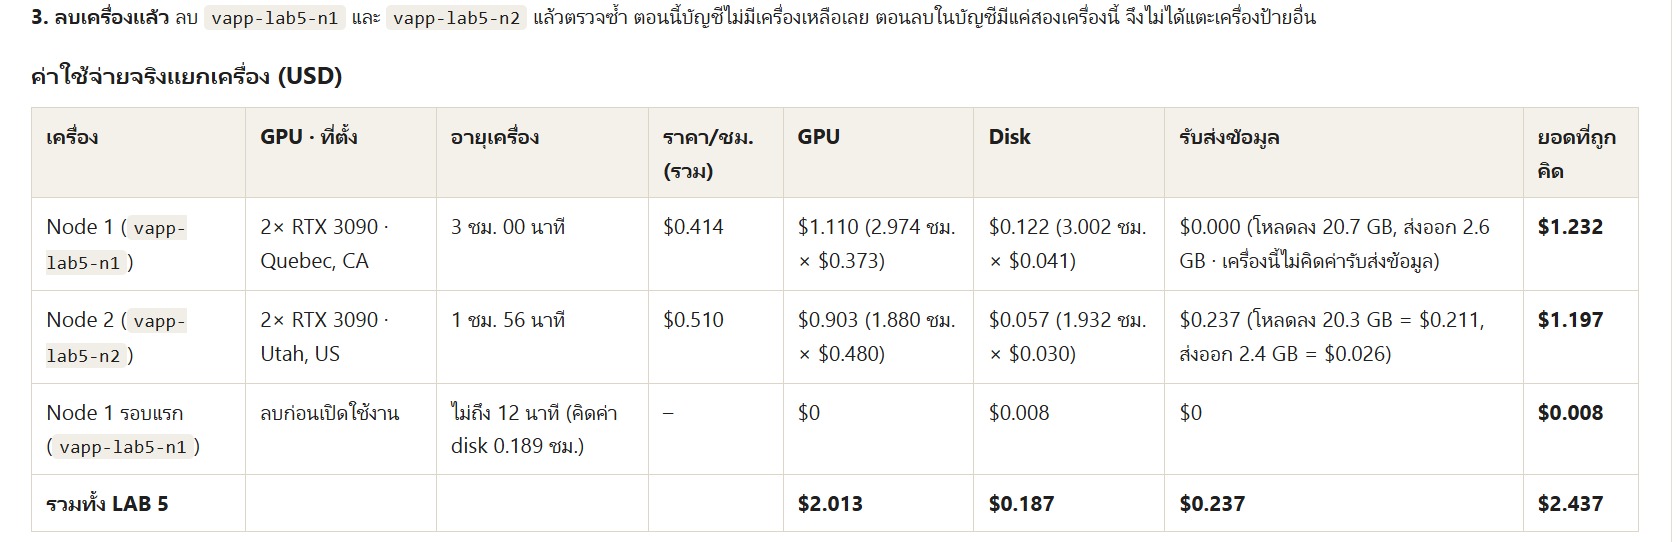 3. ลบเครื่องแล้ว ลบ vapp-lab5-n1 และ vapp-lab5-n2 แล้วตรวจซ้ำ ตอนนี้บัญชีไม่มีเครื่องเหลือเลย ตอนลบในบัญชีมีแค่สองเครื่องนี้ จึงไม่ได้แตะเครื่องป้ายอื่น
ค่าใช้จ่ายจริงแยกเครื่อง (USD)
เครื่อง
GPU · ที่ตั้ง
อายุเครื่อง
ราคา/ชม.
(รวม)
GPU
Disk
รับส่งข้อมูล
ยอดที่ถูก
คิด
Node 1 (vapp-
lab5-n1)
2× RTX 3090 ·
Quebec, CA
3 ชม. 00 นาที
$0.414
$1.110 (2.974 ชม.
× $0.373)
$0.122 (3.002 ชม.
× $0.041)
$0.000 (โหลดลง 20.7 GB, ส่งออก 2.6
GB · เครื่องนี้ไม่คิดค่ารับส่งข้อมูล)
$1.232
Node 2 (vapp-
lab5-n2)
2× RTX 3090 ·
Utah, US
1 ชม. 56 นาที
$0.510
$0.903 (1.880 ชม.
× $0.480)
$0.057 (1.932 ชม.
× $0.030)
$0.237 (โหลดลง 20.3 GB = $0.211,
ส่งออก 2.4 GB = $0.026)
$1.197
Node 1 รอบแรก
(vapp-lab5-n1)
ลบก่อนเปิดใช้งาน
ไม่ถึง 12 นาที (คิดค่า
disk 0.189 ชม.)
–
$0
$0.008
$0
$0.008
รวมทั้ง LAB 5
$2.013
$0.187
$0.237
$2.437